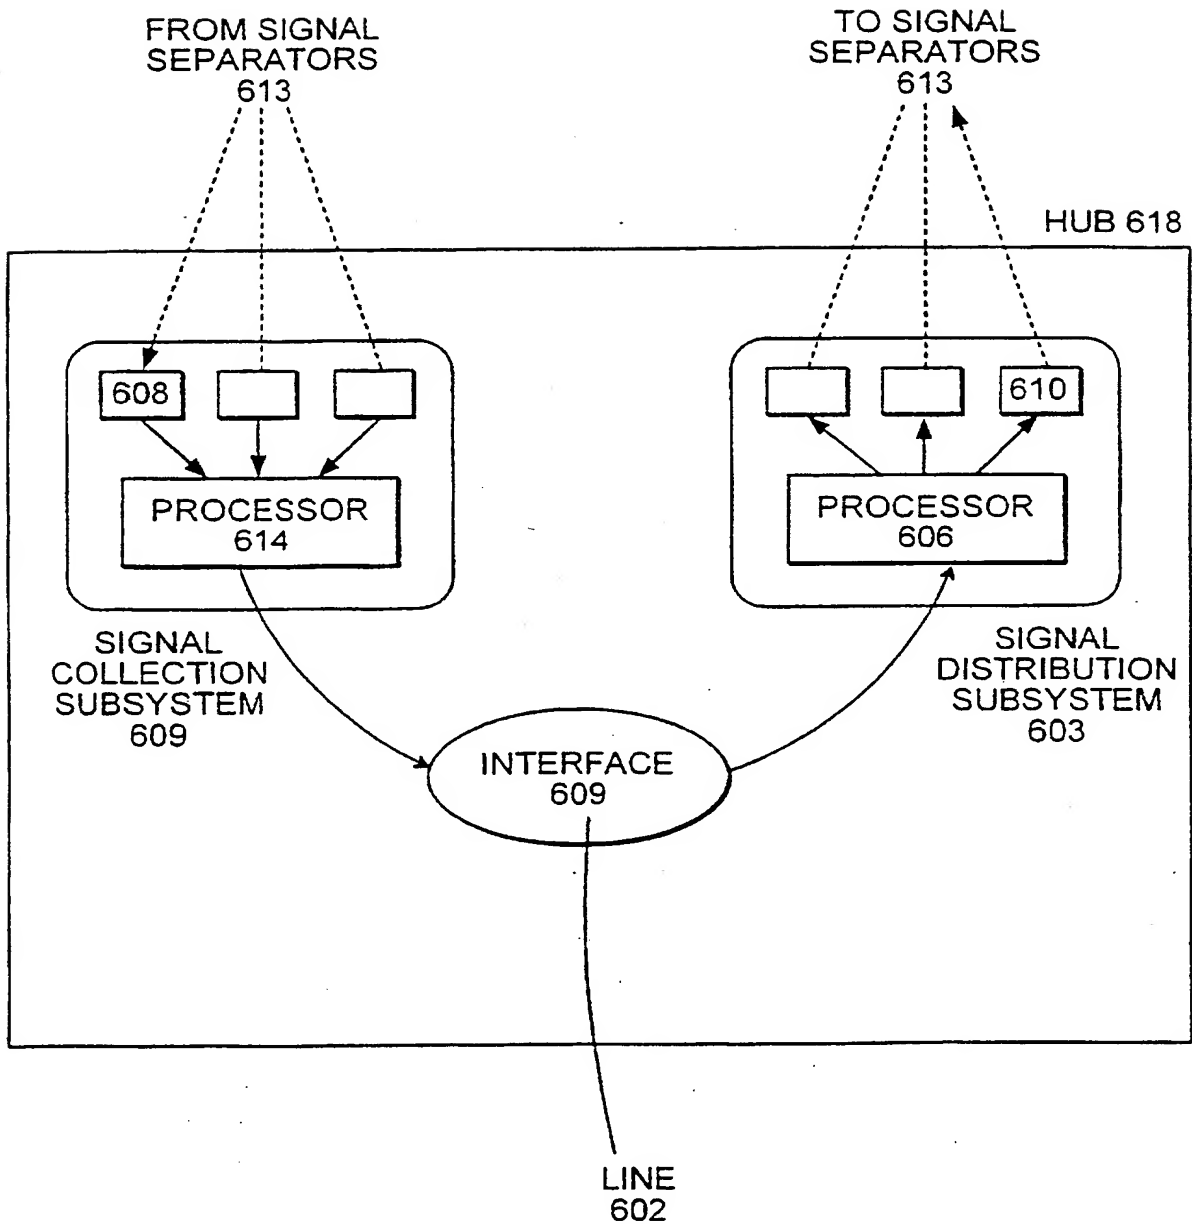 FROM SIGNAL
SEPARATORS
613
TO SIGNAL
SEPARATORS
613
HUB 618
608
PROCESSOR
614
610
PROCESSOR
606
SIGNAL
COLLECTION
SUBSYSTEM
609
SIGNAL
DISTRIBUTION
SUBSYSTEM
603
INTERFACE
609
LINE
602